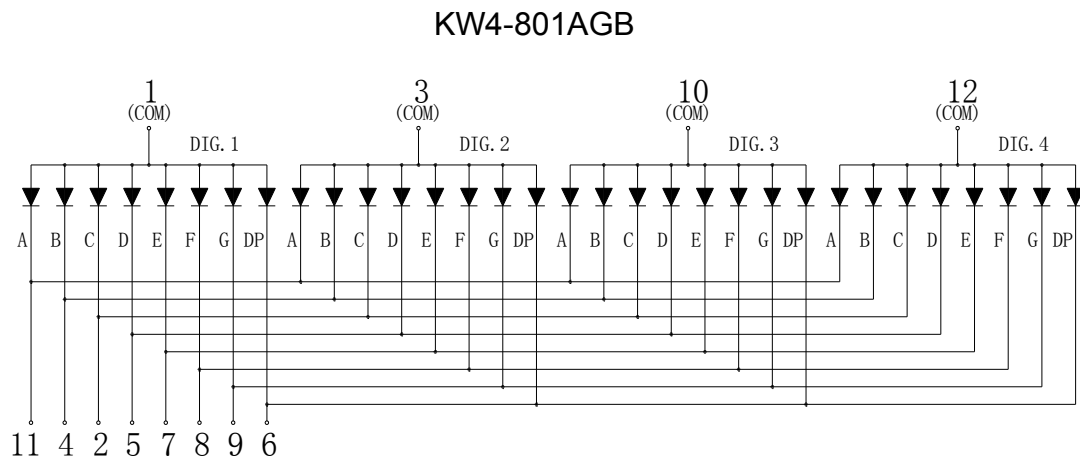 KW4-801AGB
1 3 10 12
(COM) (COM) (COM) (COM)
DIG.1 DIG.2 DIG.3 DIG.4
A B C D E F G DP A B C D E F G DP A B C D E F G DP A B C D E F G DP
11 4 2 5 7 8 9 6